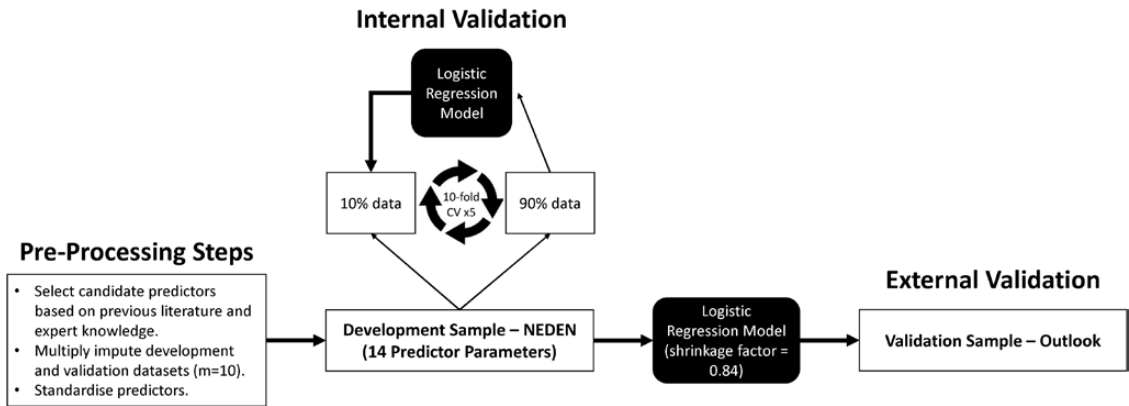 Internal Validation
Logistic
Regression
Model
10% data
10-fold
CV x5
90% data
Pre-Processing Steps
• Select candidate predictors
based on previous literature and
expert knowledge.
• Multiply impute development
and validation datasets (m=10).
• Standardise predictors.
Development Sample – NEDEN
(14 Predictor Parameters)
Logistic
Regression Model
(shrinkage factor =
0.84)
External Validation
Validation Sample – Outlook